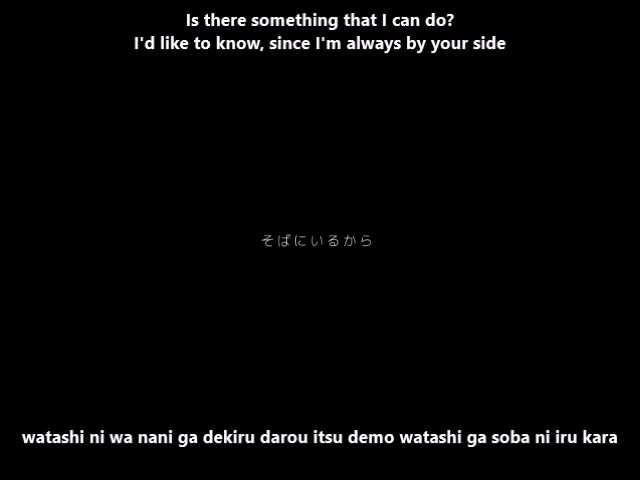 Is there something that I can do?
I'd like to know, since I'm always by your side
そばにいるから
watashi ni wa nani ga dekiru darou itsu demo watashi ga soba ni iru kara